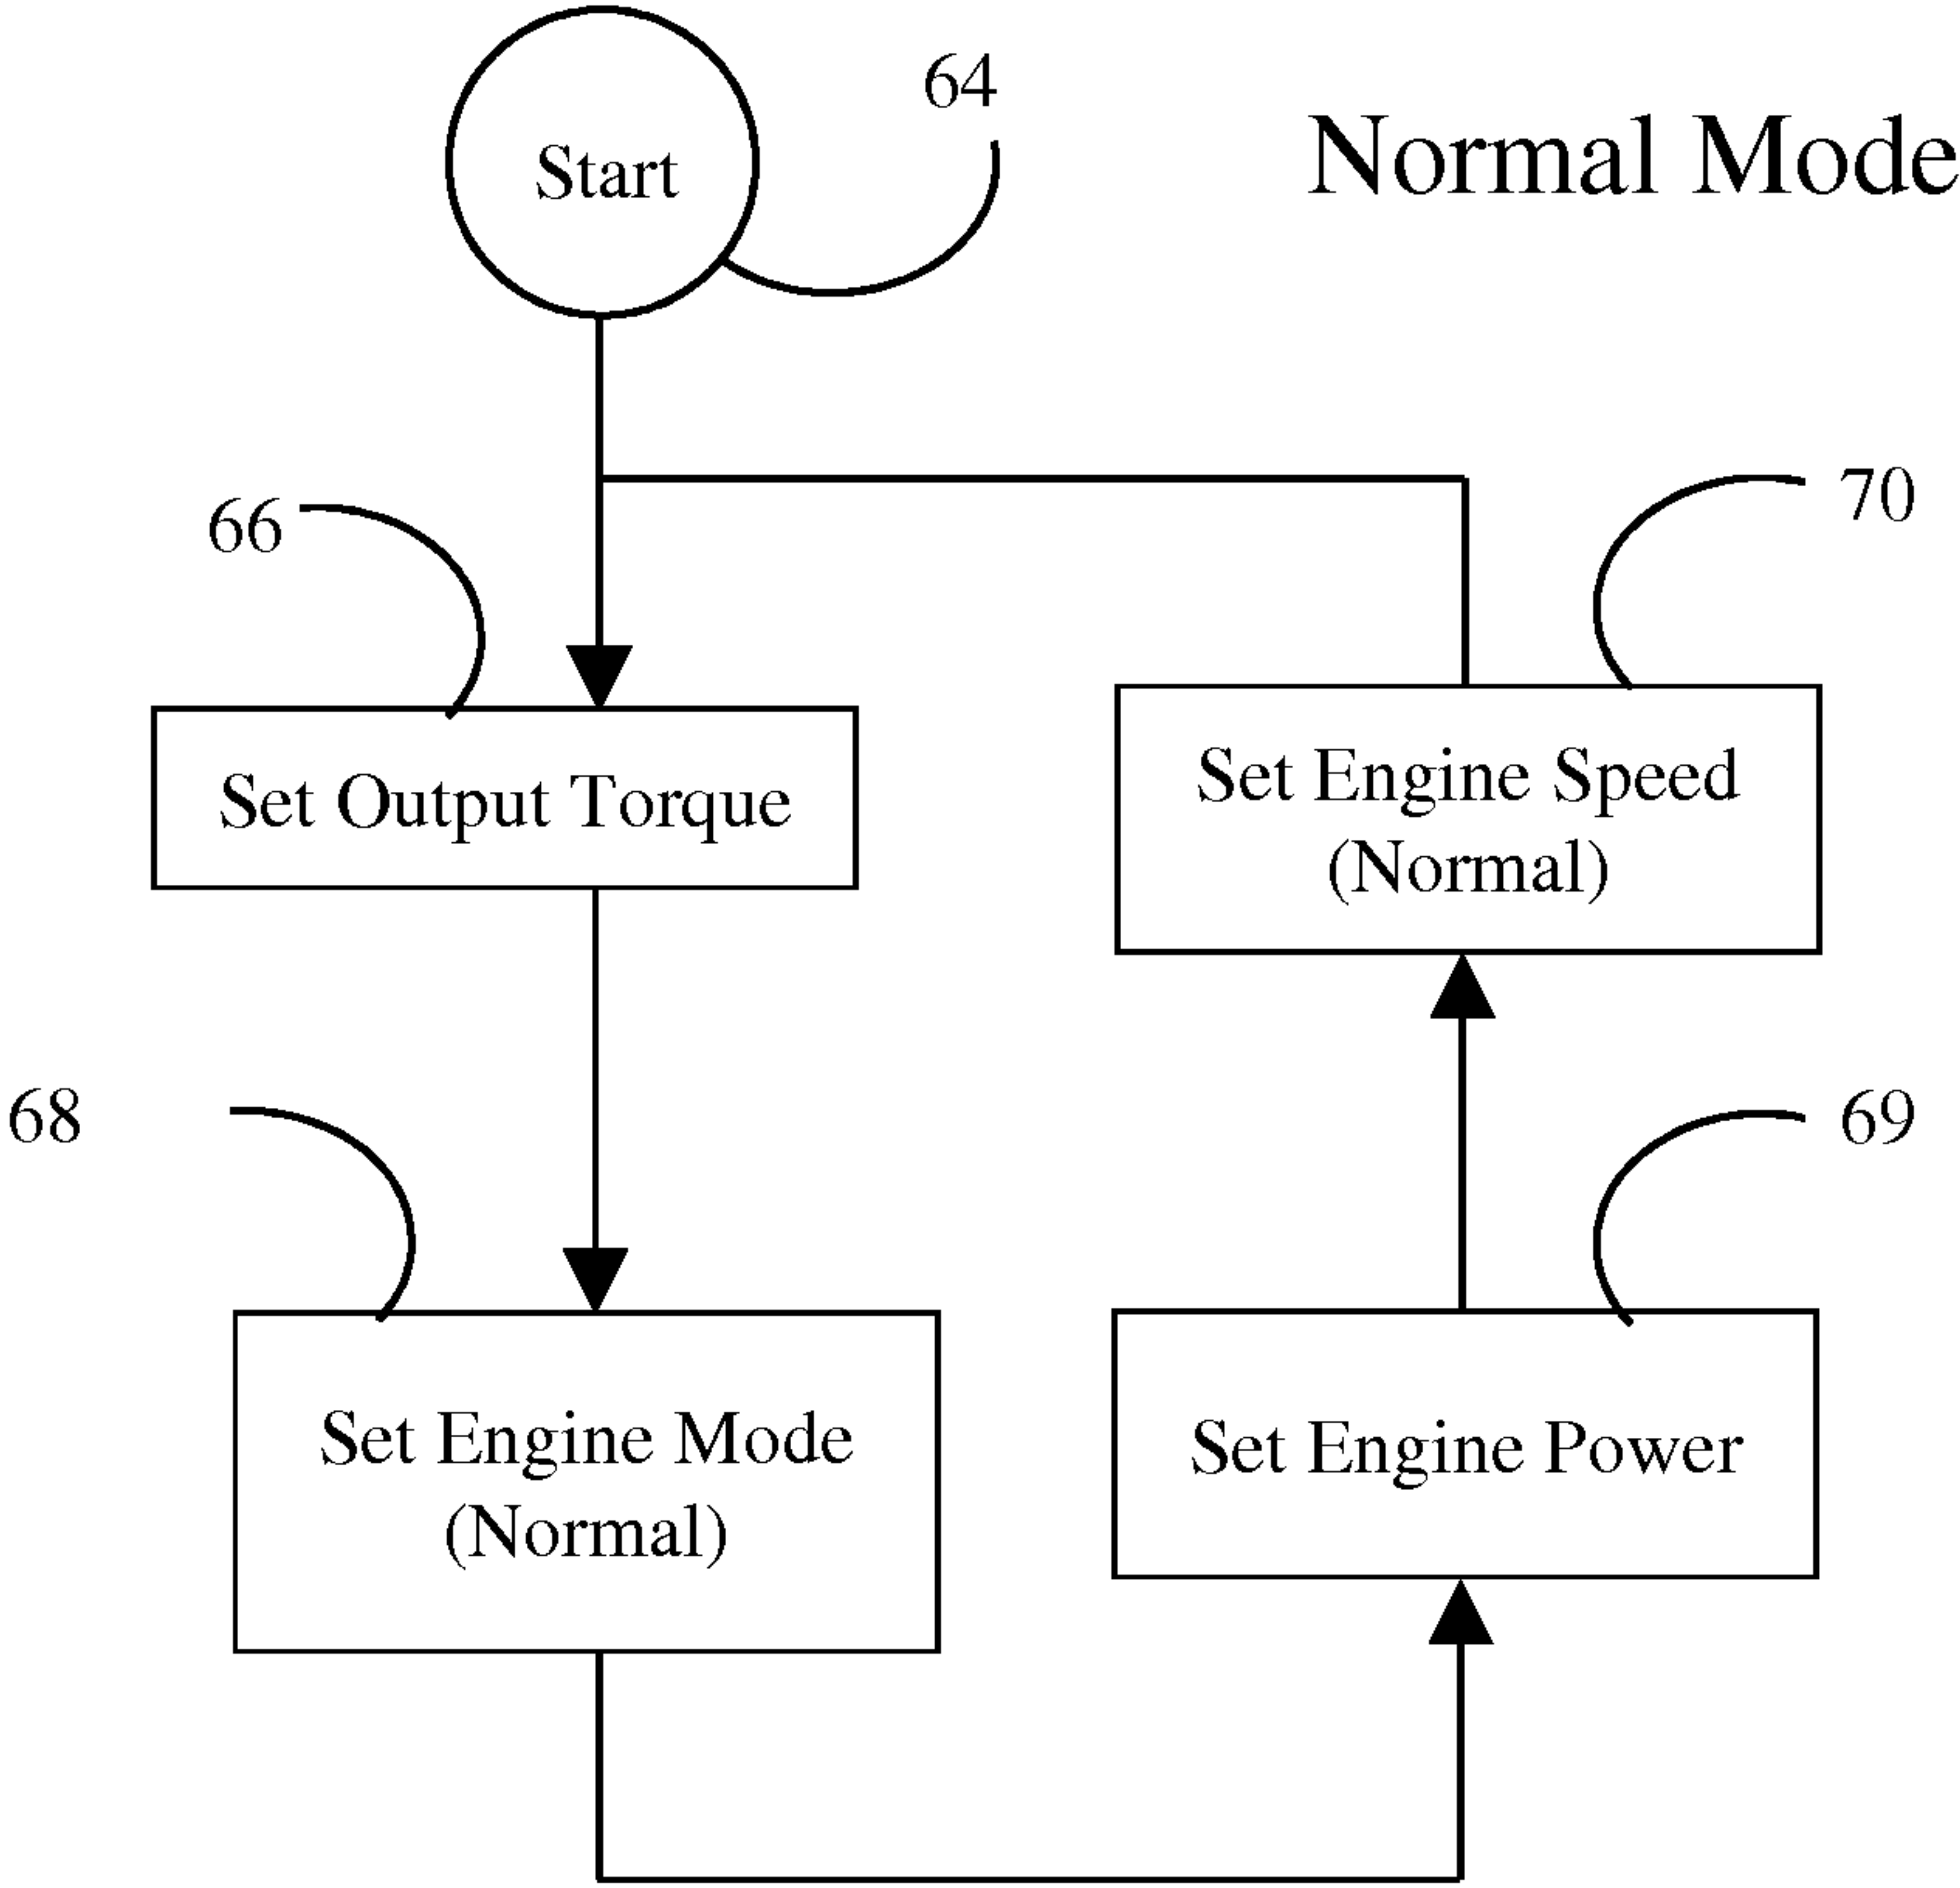 64
Start
Normal Mode
66
70
Set Output Torque
Set Engine Speed
(Normal)
68
69
Set Engine Mode
(Normal)
Set Engine Power